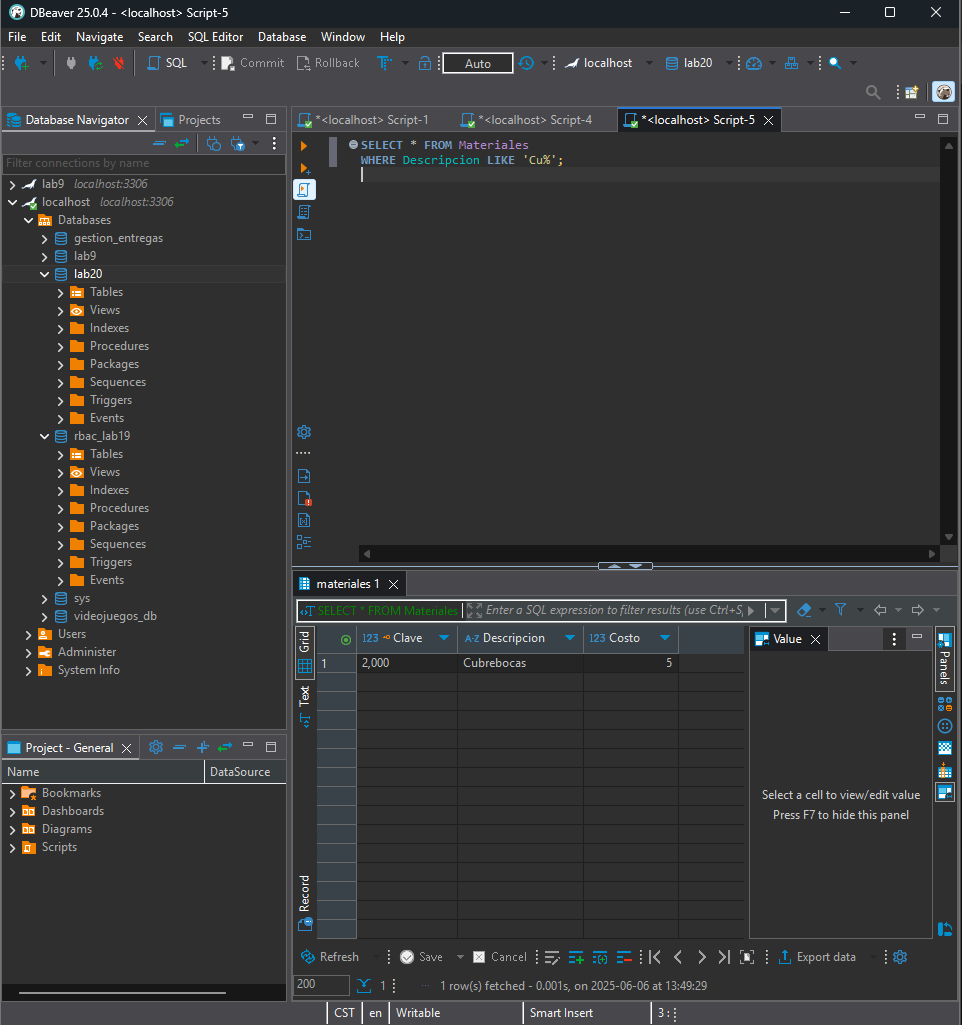 DBeaver 25.0.4 - <localhost> Script-5
File Edit Navigate Search SQL Editor Database Window Help
SQL Commit Rollback Auto localhost lab20
Database Navigator Projects
Filter connections by name
lab9 localhost:3306
localhost localhost:3306
Databases
gestion_entregas
lab9
lab20
Tables
Views
Indexes
Procedures
Packages
Sequences
Triggers
Events
rbac_lab19
Tables
Views
Indexes
Procedures
Packages
Sequences
Triggers
Events
sys
videojuegos_db
Users
Administer
System Info
Project - General
Name DataSource
Bookmarks
Dashboards
Diagrams
Scripts
*<localhost> Script-1 *<localhost> Script-4 *<localhost> Script-5
SELECT * FROM Materiales
WHERE Descripcion LIKE 'Cu%';
materiales 1
SELECT * FROM Materiales Enter a SQL expression to filter results (use Ctrl+S
Grid
Text
Record
123 Clave A-Z Descripcion 123 Costo
1 2,000 Cubrebocas 5
Value
Panels
Select a cell to view/edit value
Press F7 to hide this panel
Refresh Save Cancel Export data
200 1 1 row(s) fetched - 0.001s, on 2025-06-06 at 13:49:29
CST en Writable Smart Insert 3 :